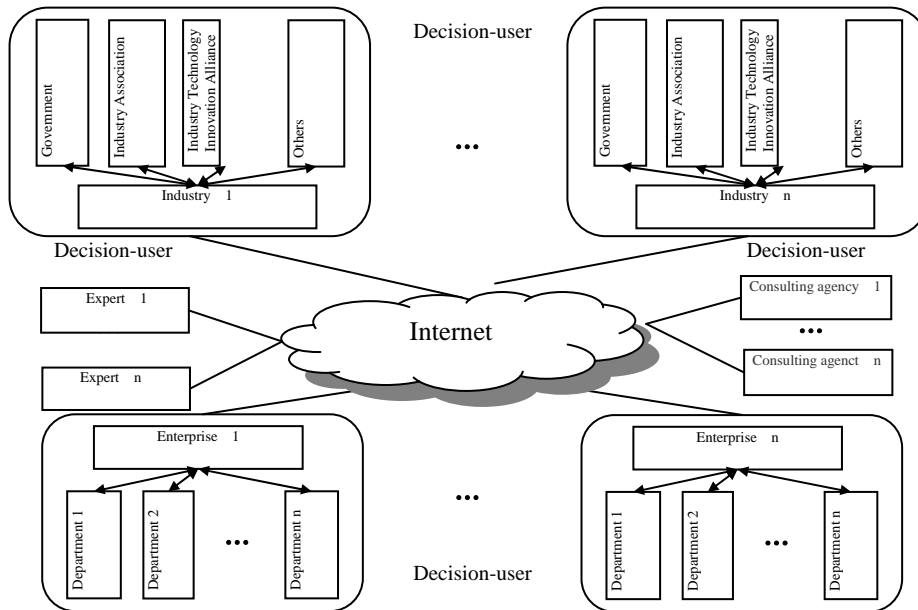 Decision-user
Government
Industry Association
Industry Technology
Innovation Alliance
Others
Industry 1
...
Government
Industry Association
Industry Technology
Innovation Alliance
Others
Industry n
Decision-user
Decision-user
Expert 1
Expert n
Internet
Consulting agency 1
...
Consulting agenct n
Enterprise 1
Department 1
Department 2
...
Department n
...
Enterprise n
Department 1
Department 2
...
Department n
Decision-user